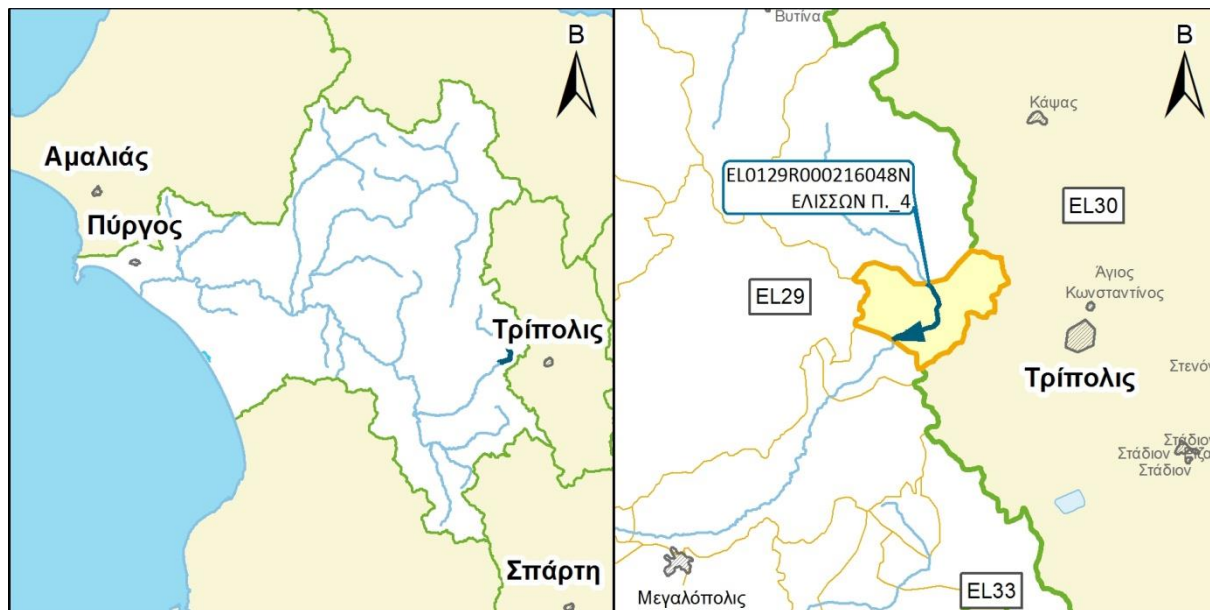 Β
Αμαλιάς
Πύργος
Τρίπολις
Σπάρτη
Βυτίνα
Β
Κάψας
EL0129R000216048N
ΕΛΙΣΣΩΝ Π._4
EL30
EL29
Άγιος
Κωνσταντίνος
Τρίπολις
Στενό
Στάδιον
Στάδιον
Στάδιον
Μεγαλόπολις
EL33